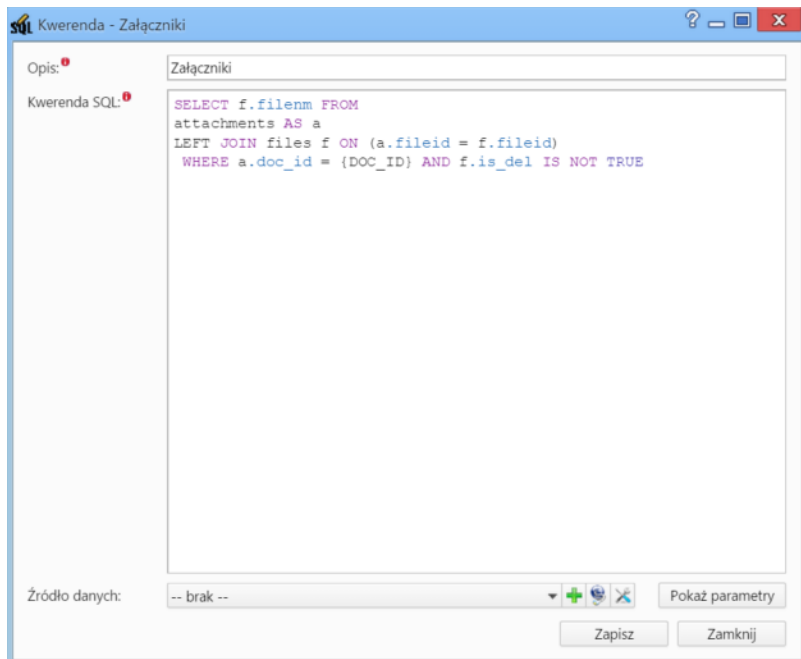 SQL Kwerenda - Załączniki
Opis: Załączniki
Kwerenda SQL: SELECT f.filenm FROM
attachments AS a
LEFT JOIN files f ON (a.fileid = f.fileid)
WHERE a.doc_id = {DOC_ID} AND f.is_del IS NOT TRUE
Źródło danych: -- brak -- Pokaż parametry
Zapisz Zamknij